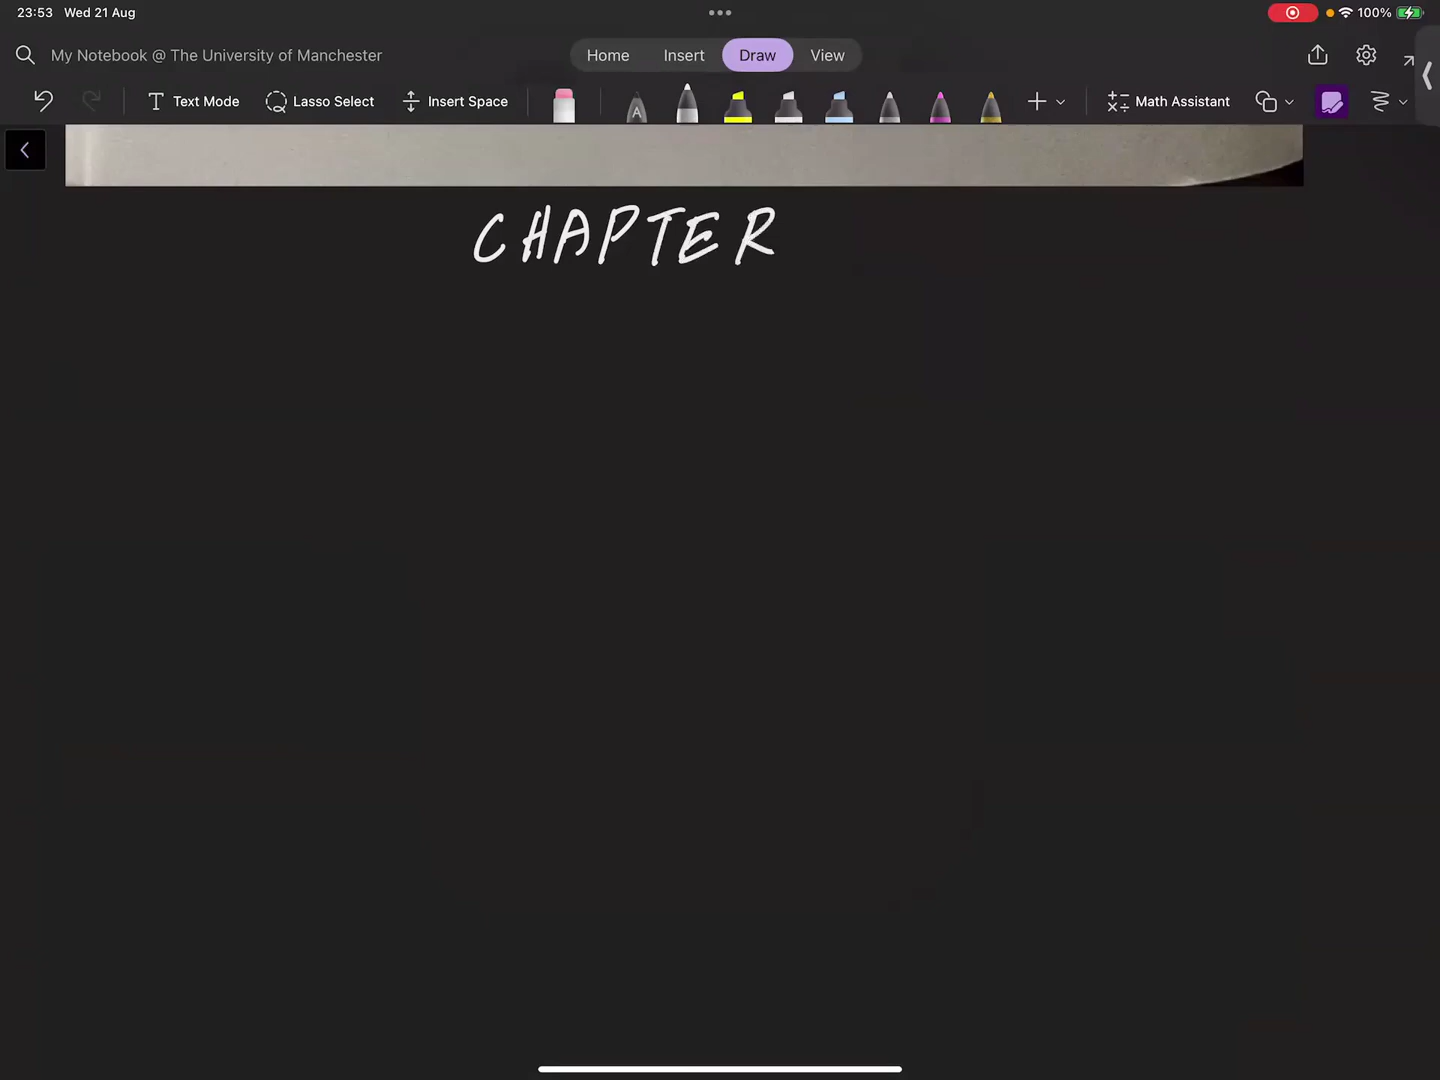 23:53 Wed 21 Aug 100%
My Notebook @ The University of Manchester Home Insert Draw View
Text Mode Lasso Select Insert Space A Math Assistant
CHAPTER